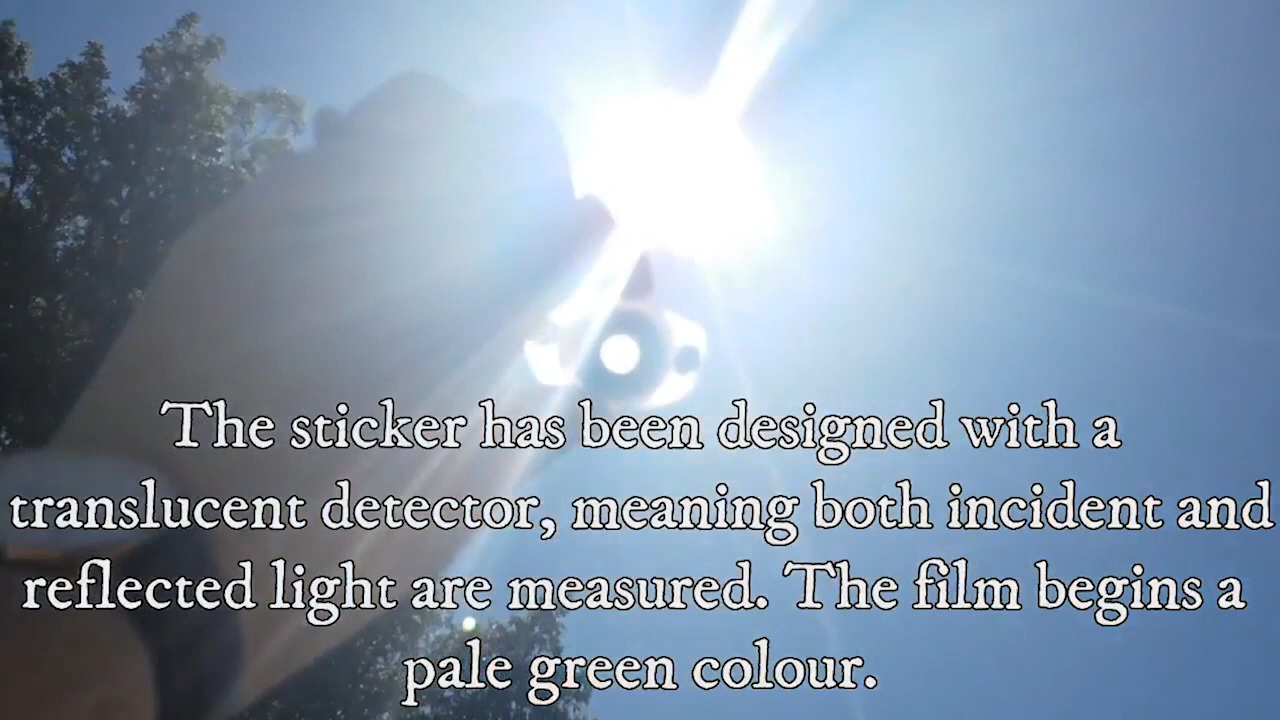 The sticker has been designed with a
translucent detector, meaning both incident and
reflected light are measured. The film begins a
pale green colour.